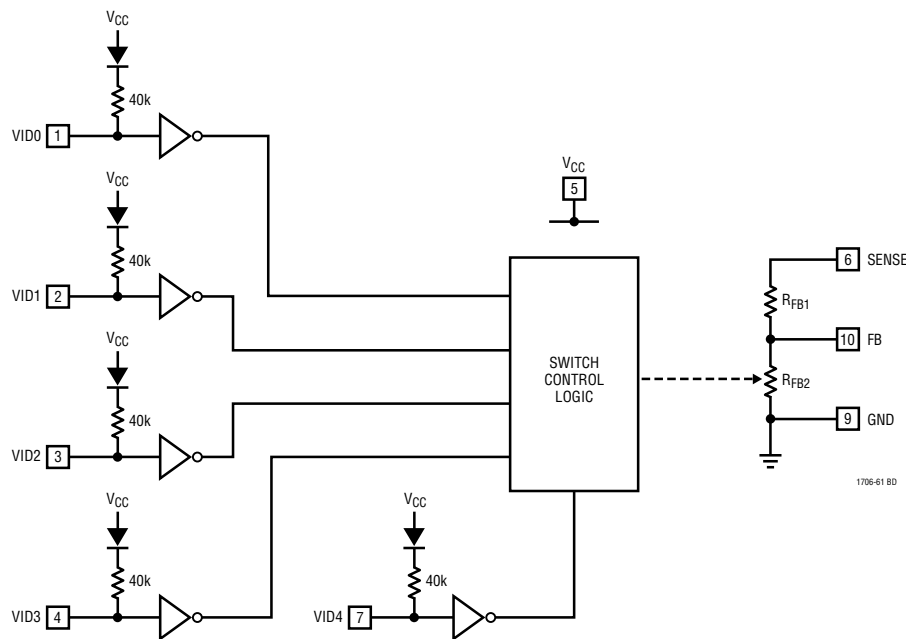 VCC
40k
VID0 1
VCC
5
VCC
40k
VID1 2
6 SENSE
RFB1
10 FB
SWITCH
CONTROL
LOGIC
RFB2
9 GND
VCC
40k
VID2 3
1706-61 BD
VCC
40k
VID3 4
VCC
40k
VID4 7